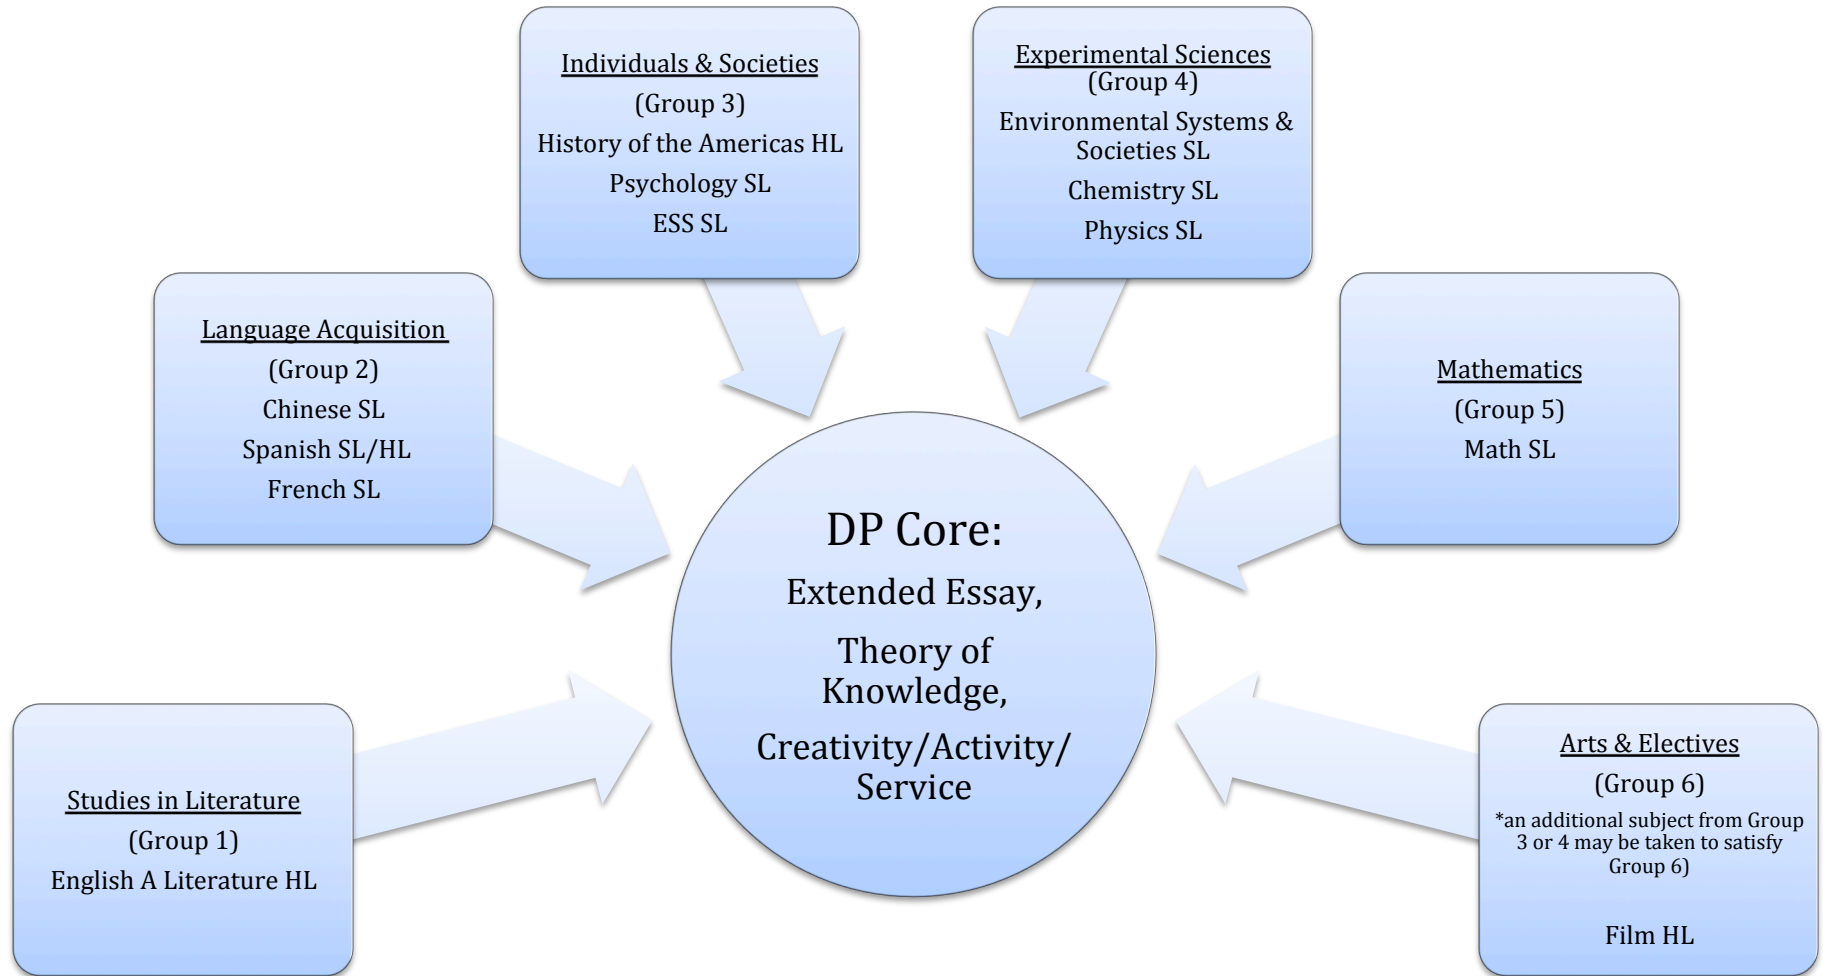 Individuals & Societies
(Group 3)
History of the Americas HL
Psychology SL
ESS SL
Experimental Sciences
(Group 4)
Environmental Systems &
Societies SL
Chemistry SL
Physics SL
Language Acquisition
(Group 2)
Chinese SL
Spanish SL/HL
French SL
Mathematics
(Group 5)
Math SL
DP Core:
Extended Essay,
Theory of
Knowledge,
Creativity/Activity/
Service
Studies in Literature
(Group 1)
English A Literature HL
Arts & Electives
(Group 6)
*an additional subject from Group
3 or 4 may be taken to satisfy
Group 6)
Film HL